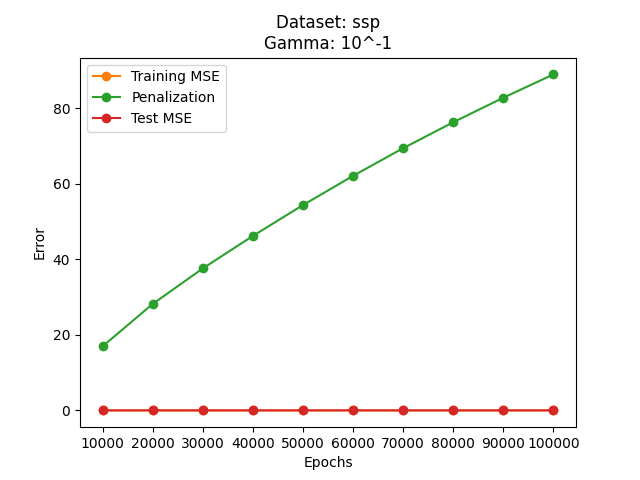 Dataset: ssp
Gamma: 10^-1
Training MSE
Penalization
Test MSE
Error
80
60
40
20
0
10000 20000 30000 40000 50000 60000 70000 80000 90000 100000
Epochs